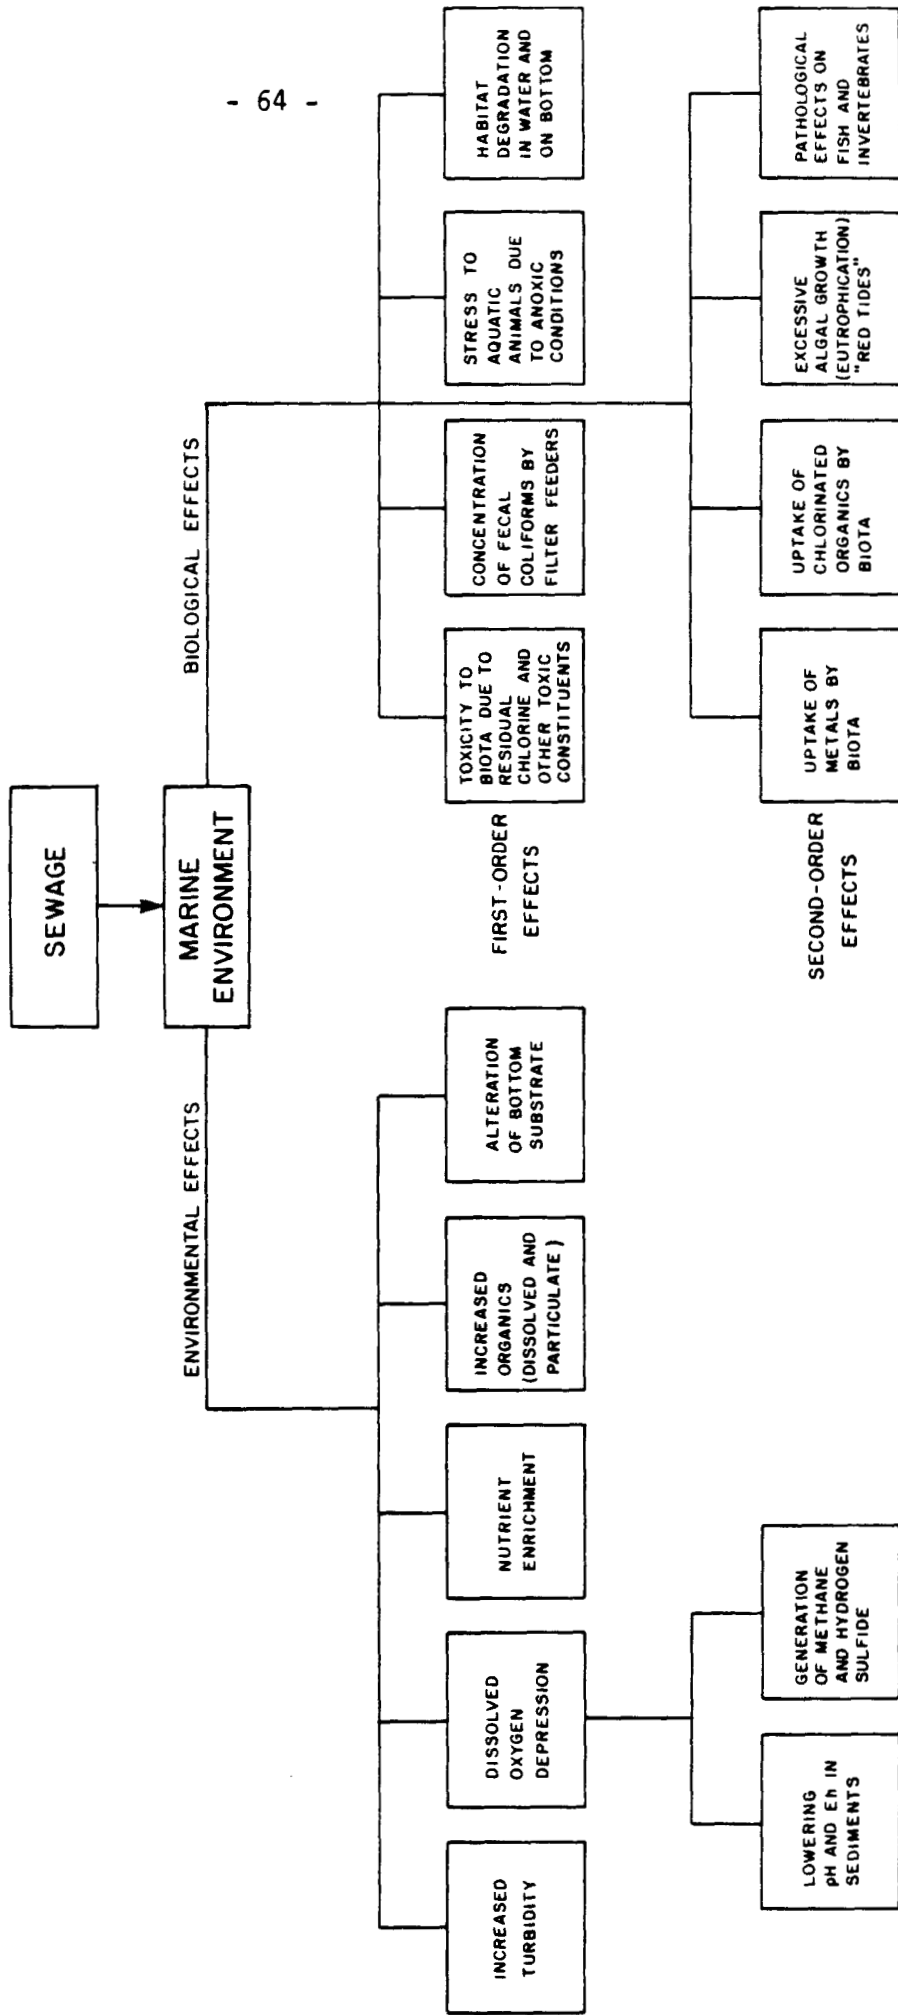 - 64 -
SEWAGE
MARINE
ENVIRONMENT
ENVIRONMENTAL EFFECTS
BIOLOGICAL EFFECTS
INCREASED
TURBIDITY
DISSOLVED
OXYGEN
DEPRESSION
NUTRIENT
ENRICHMENT
INCREASED
ORGANICS
(DISSOLVED AND
PARTICULATE)
ALTERATION
OF BOTTOM
SUBSTRATE
FIRST-ORDER
EFFECTS
TOXICITY TO
BIOTA DUE TO
RESIDUAL
CHLORINE AND
OTHER TOXIC
CONSTITUENTS
CONCENTRATION
OF FECAL
COLIFORMS BY
FILTER FEEDERS
STRESS TO
AQUATIC
ANIMALS DUE
TO ANOXIC
CONDITIONS
HABITAT
DEGRADATION
IN WATER AND
ON BOTTOM
LOWERING
pH AND Eh IN
SEDIMENTS
GENERATION
OF METHANE
AND HYDROGEN
SULFIDE
SECOND-ORDER
EFFECTS
UPTAKE OF
METALS BY
BIOTA
UPTAKE OF
CHLORINATED
ORGANICS BY
BIOTA
EXCESSIVE
ALGAL GROWTH
(EUTROPHICATION)
"RED TIDES"
PATHOLOGICAL
EFFECTS ON
FISH AND
INVERTEBRATES